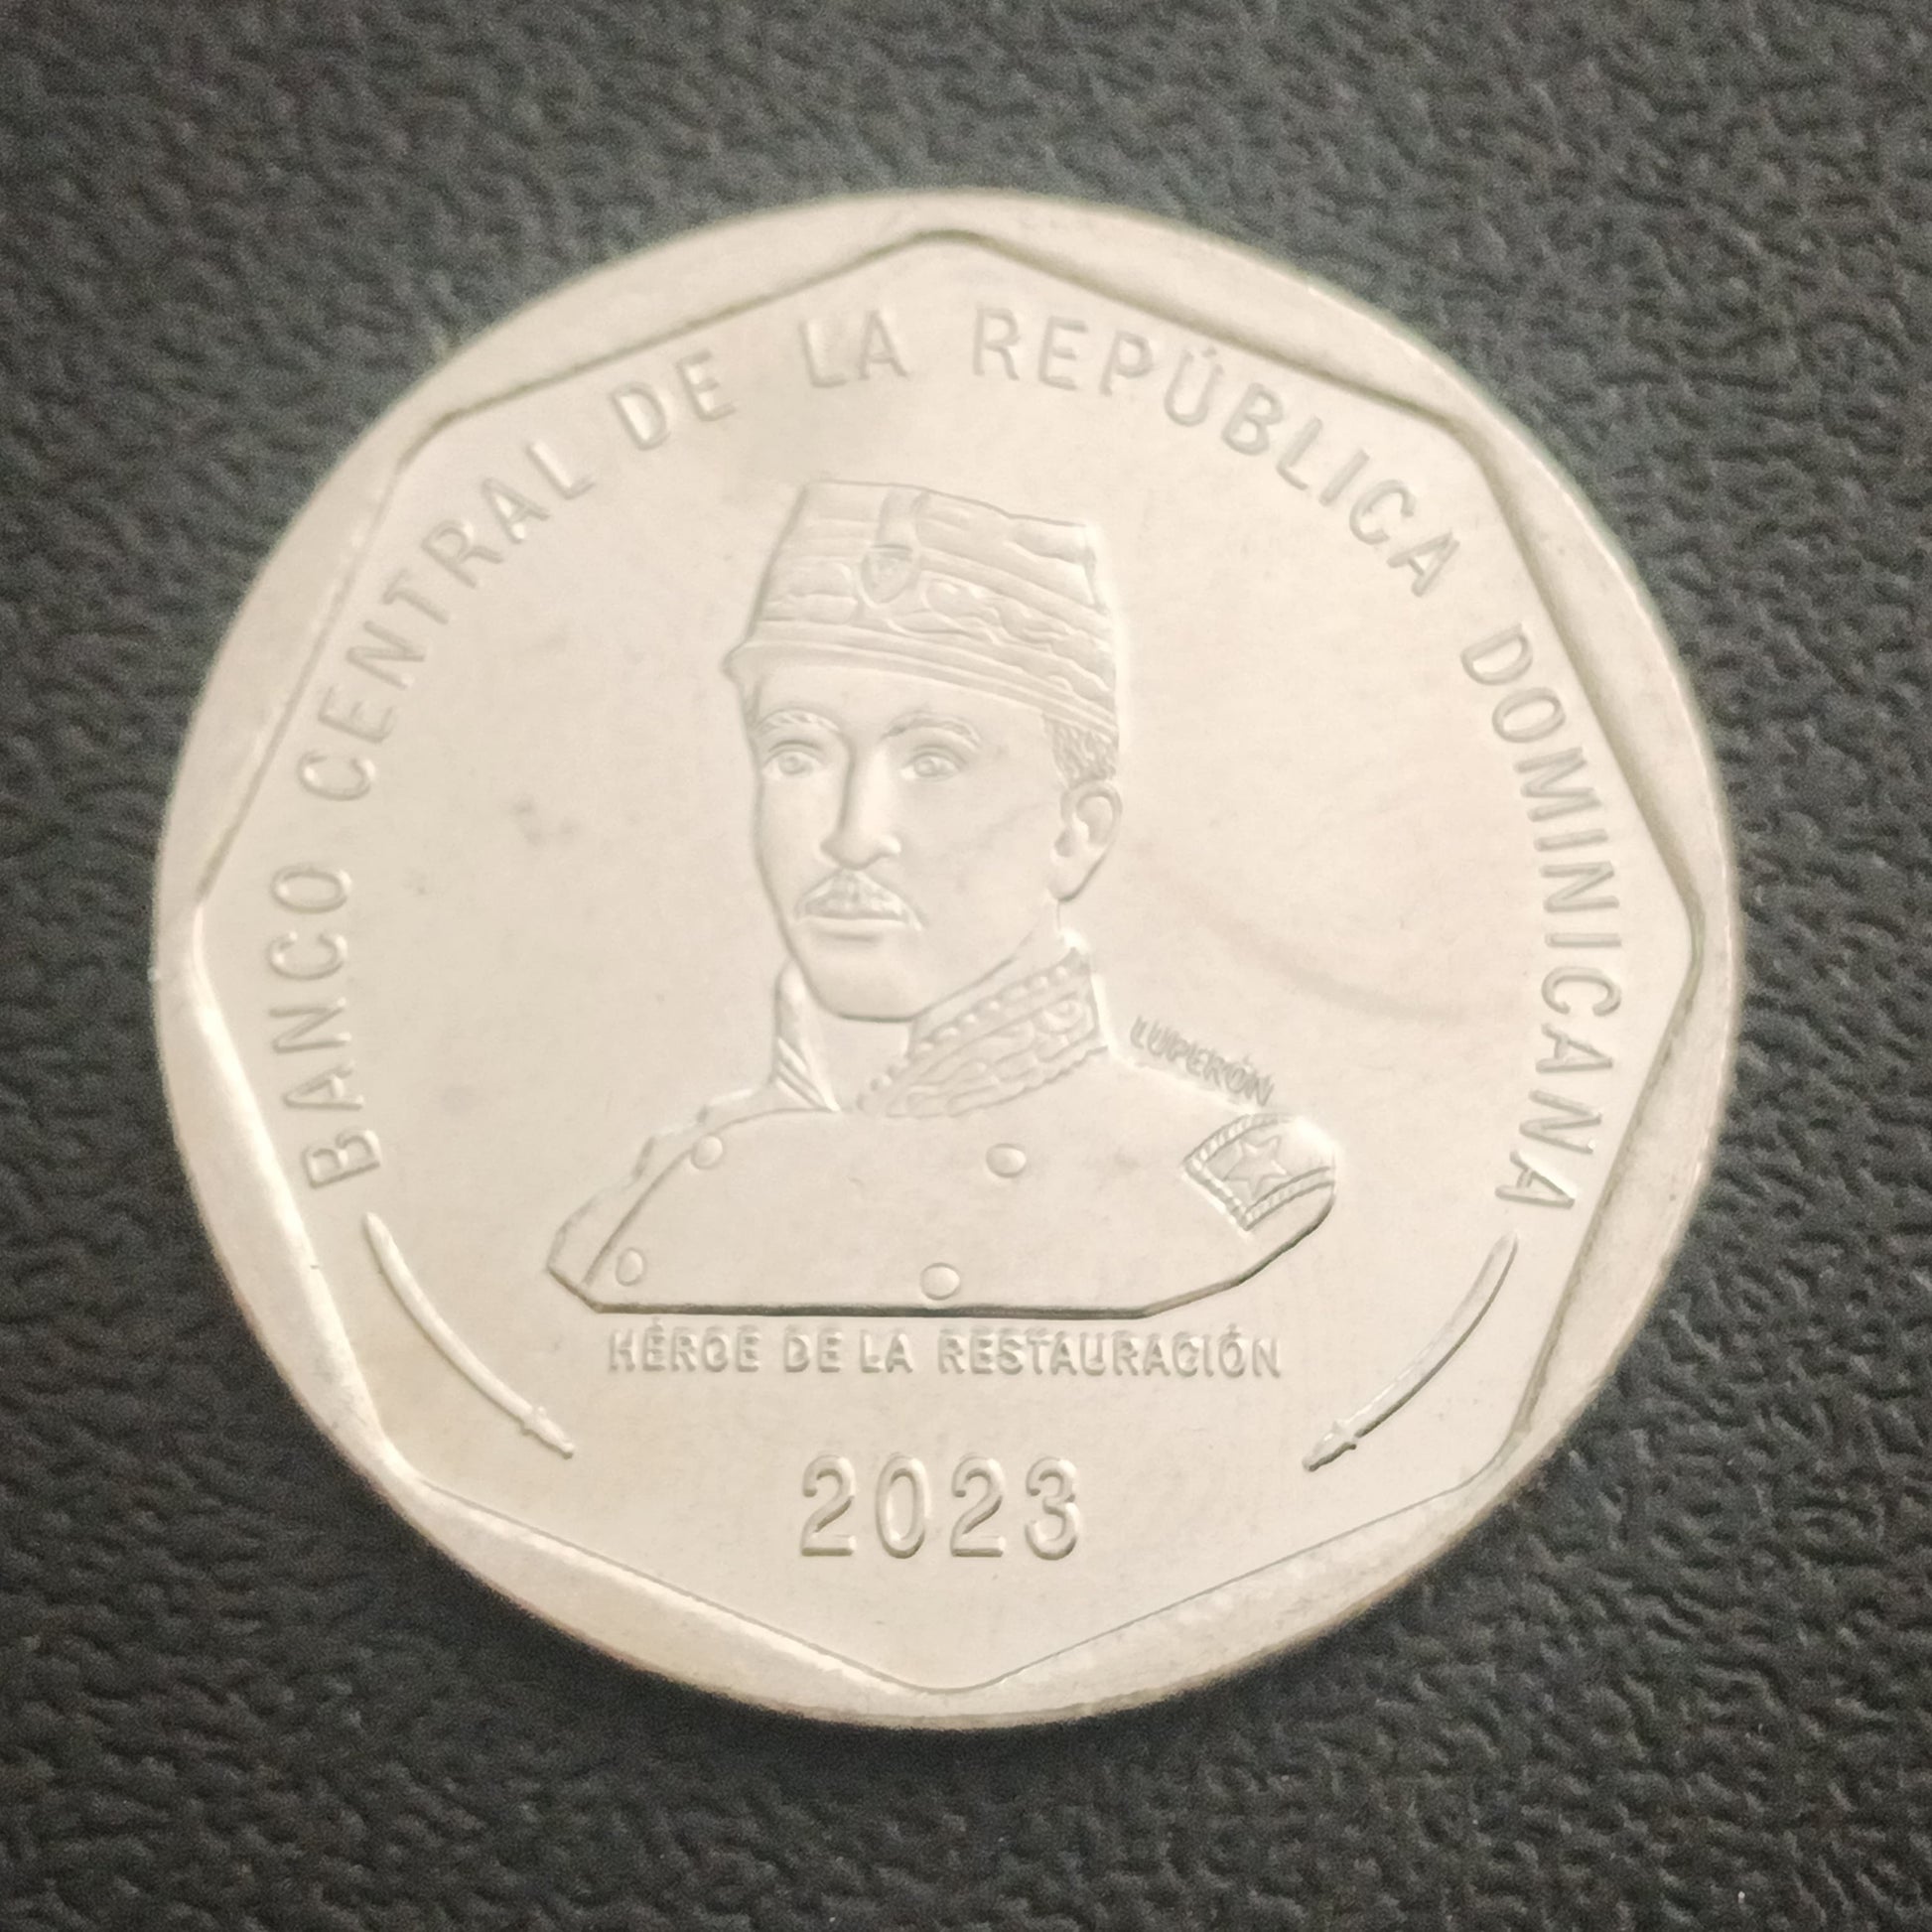 BANCO CENTRAL DE LA REPÚBLICA DOMINICANA
LUPERÓN
HÉROE DE LA RESTAURACIÓN
2023